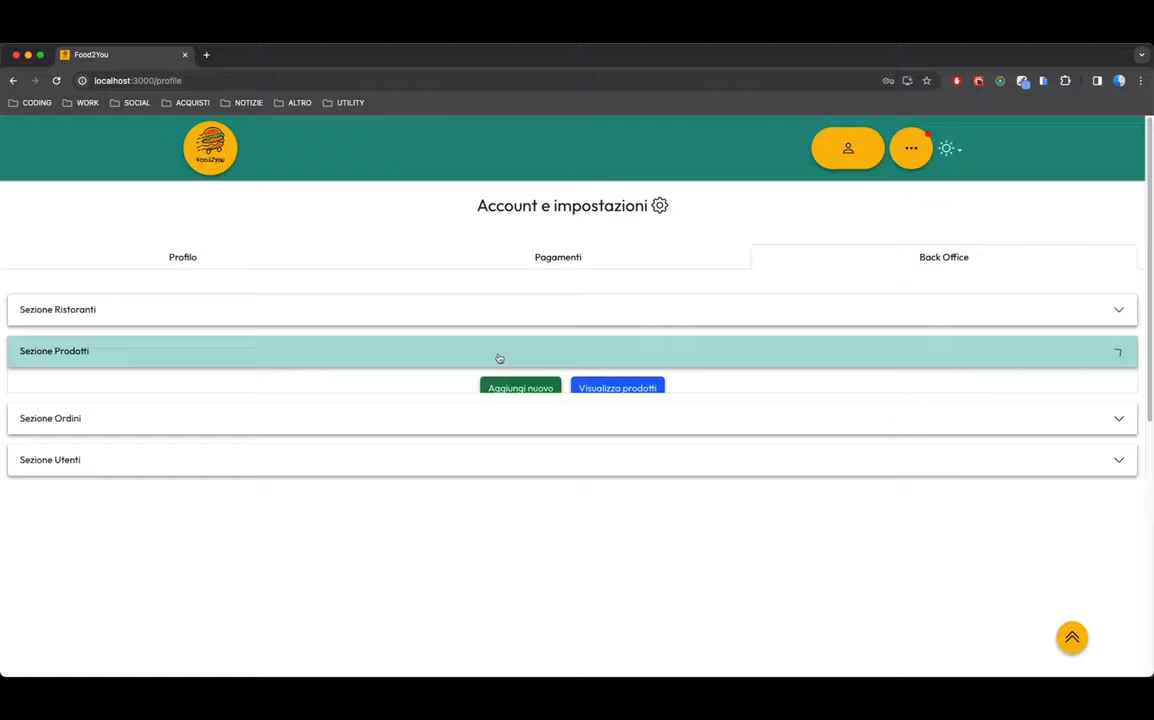 Food2You
localhost:3000/profile
CODING WORK SOCIAL ACQUISTI NOTIZIE ALTRO UTILITY
Food2you
Account e impostazioni
Profilo Pagamenti Back Office
Sezione Ristoranti
Sezione Prodotti
Aggiungi nuovo Visualizza prodotti
Sezione Ordini
Sezione Utenti